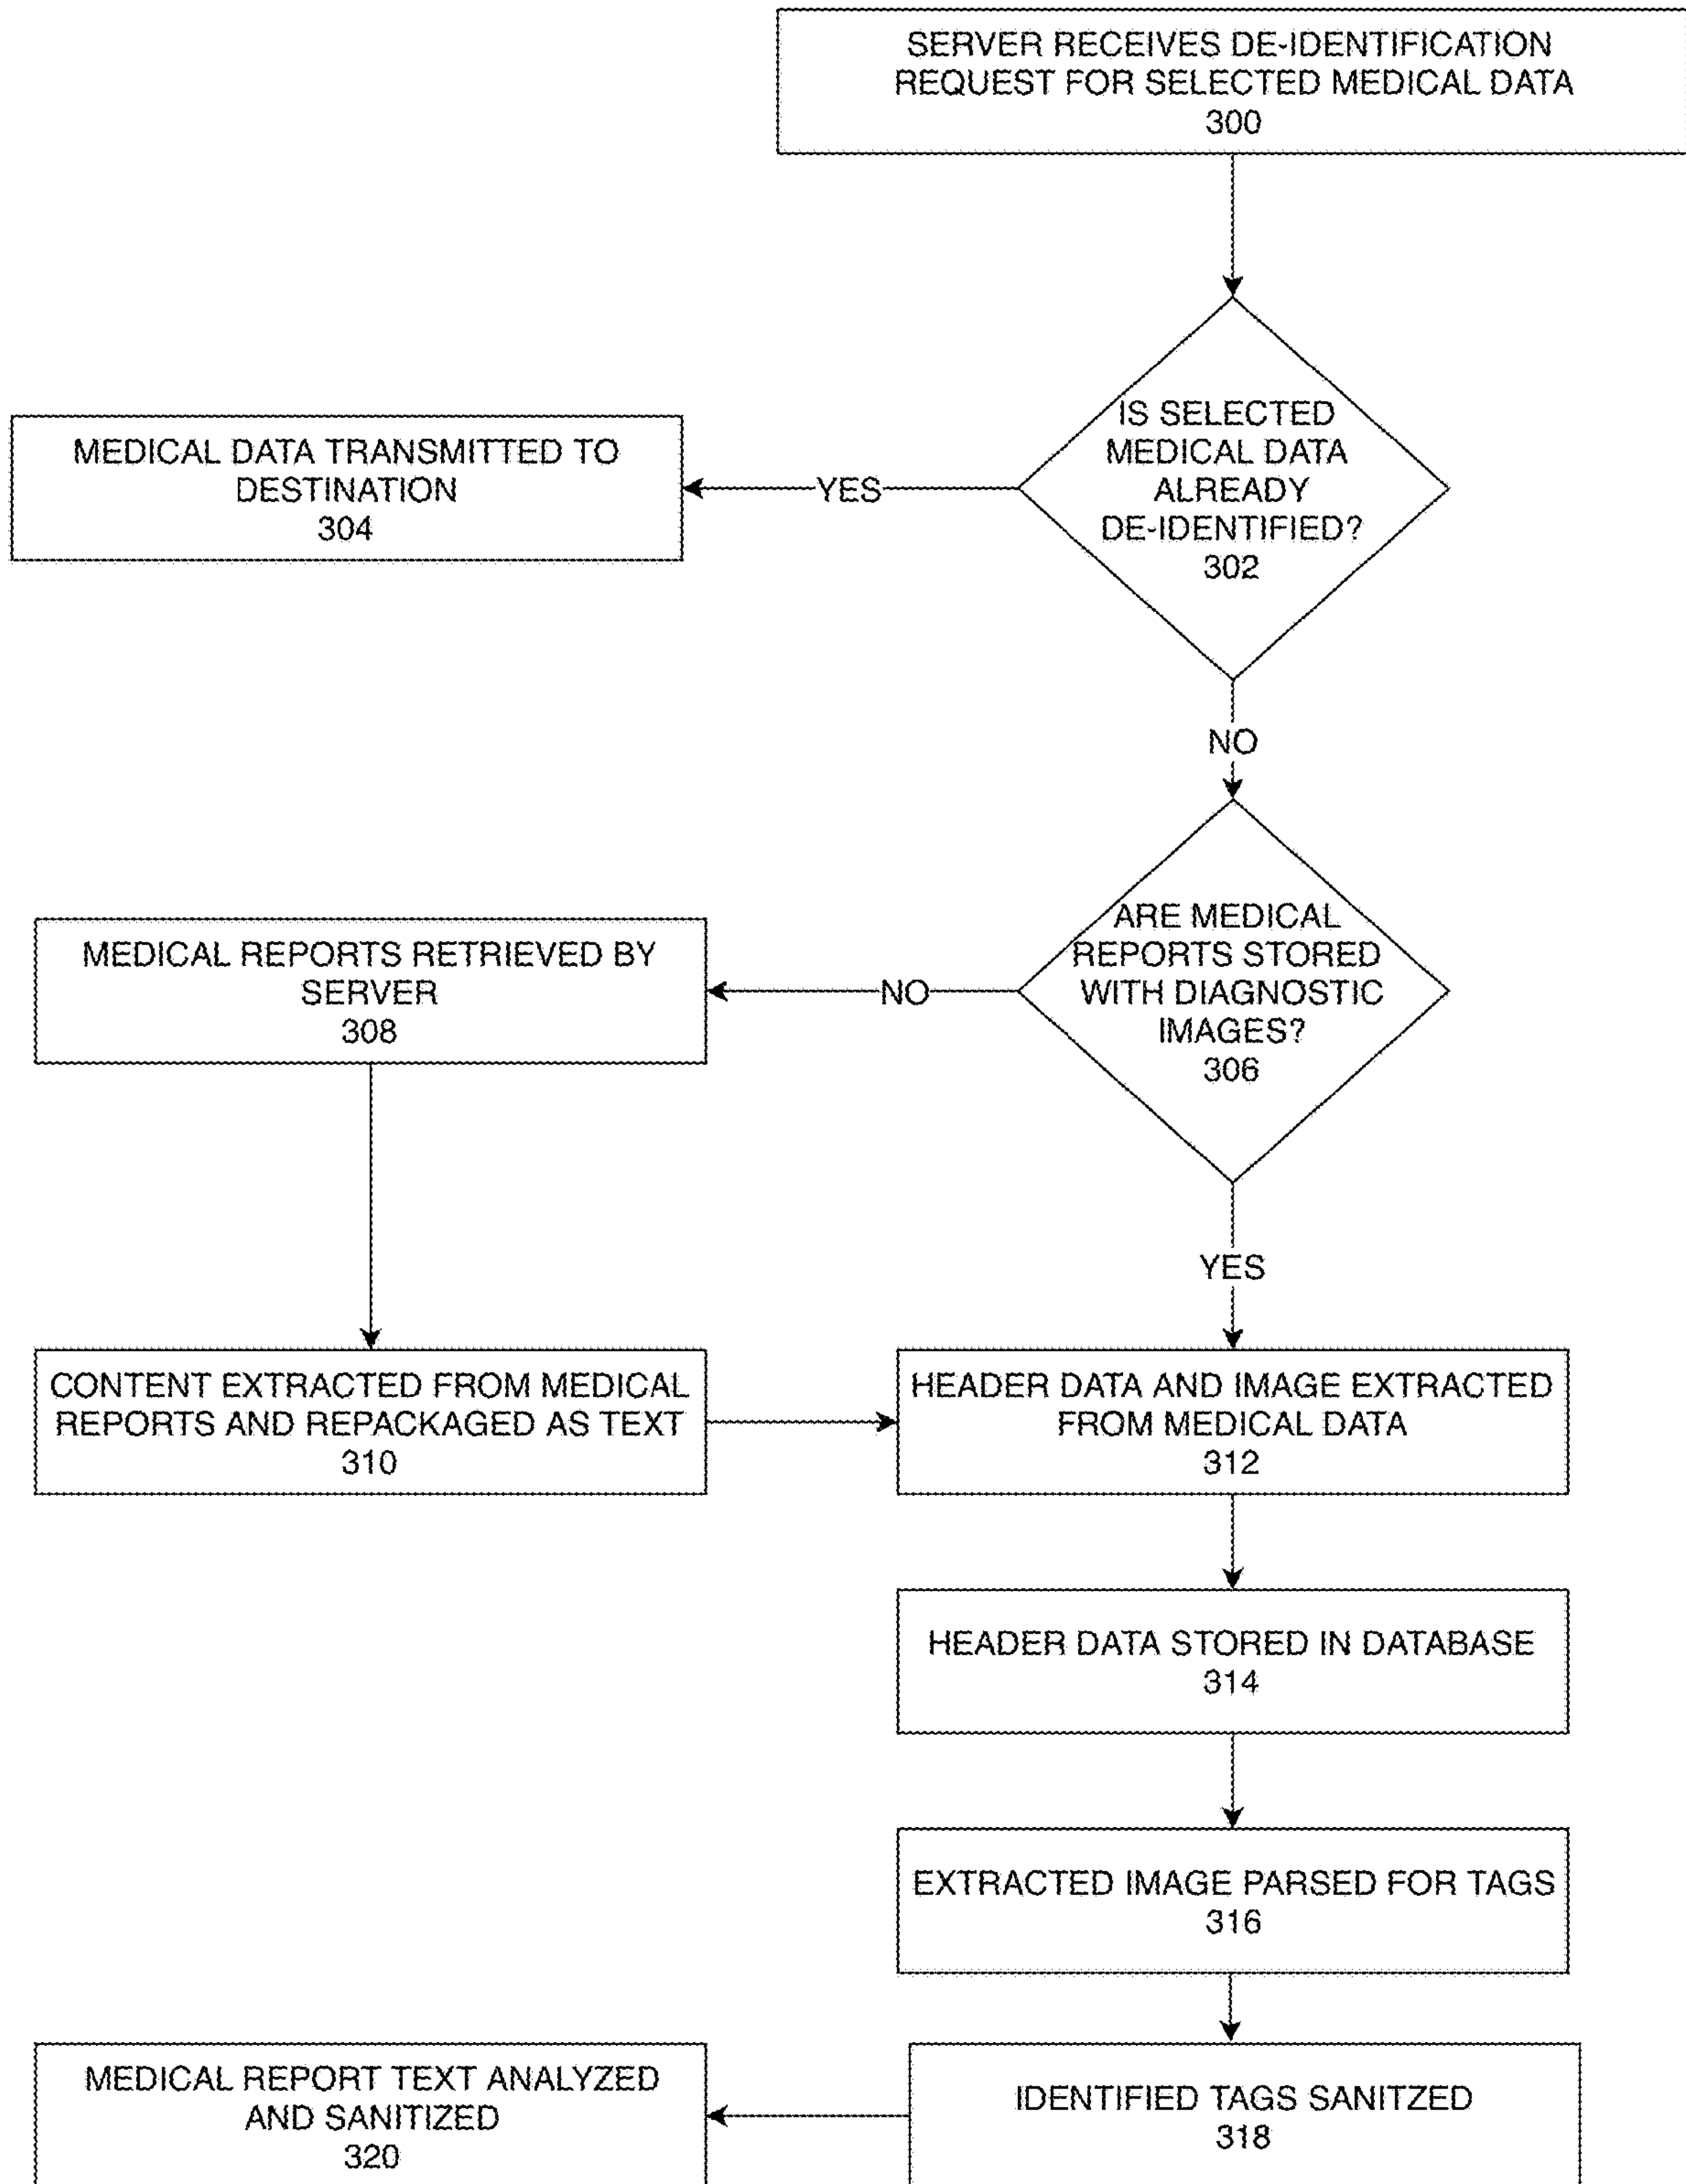 SERVER RECEIVES DE-IDENTIFICATION
REQUEST FOR SELECTED MEDICAL DATA
300
IS SELECTED
MEDICAL DATA
ALREADY
DE-IDENTIFIED?
302
YES
MEDICAL DATA TRANSMITTED TO
DESTINATION
304
NO
ARE MEDICAL
REPORTS STORED
WITH DIAGNOSTIC
IMAGES?
306
NO
MEDICAL REPORTS RETRIEVED BY
SERVER
308
YES
CONTENT EXTRACTED FROM MEDICAL
REPORTS AND REPACKAGED AS TEXT
310
HEADER DATA AND IMAGE EXTRACTED
FROM MEDICAL DATA
312
HEADER DATA STORED IN DATABASE
314
EXTRACTED IMAGE PARSED FOR TAGS
316
IDENTIFIED TAGS SANITZED
318
MEDICAL REPORT TEXT ANALYZED
AND SANITIZED
320